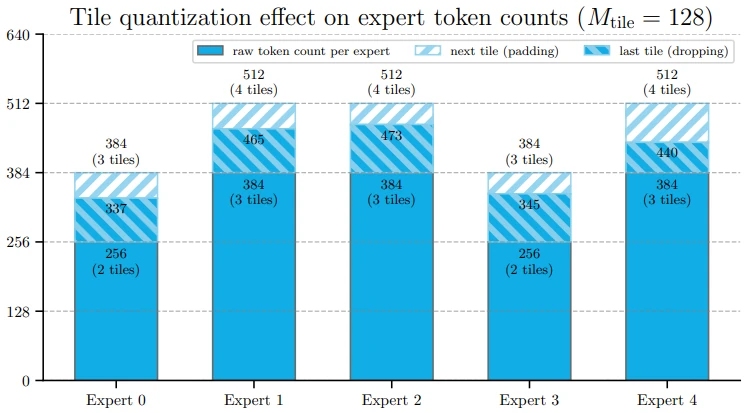 Tile quantization effect on expert token counts (M_tile = 128)
raw token count per expert
next tile (padding)
last tile (dropping)
640
512
384
256
128
0
384
(3 tiles)
337
256
(2 tiles)
512
(4 tiles)
465
384
(3 tiles)
512
(4 tiles)
473
384
(3 tiles)
384
(3 tiles)
345
256
(2 tiles)
512
(4 tiles)
440
384
(3 tiles)
Expert 0
Expert 1
Expert 2
Expert 3
Expert 4